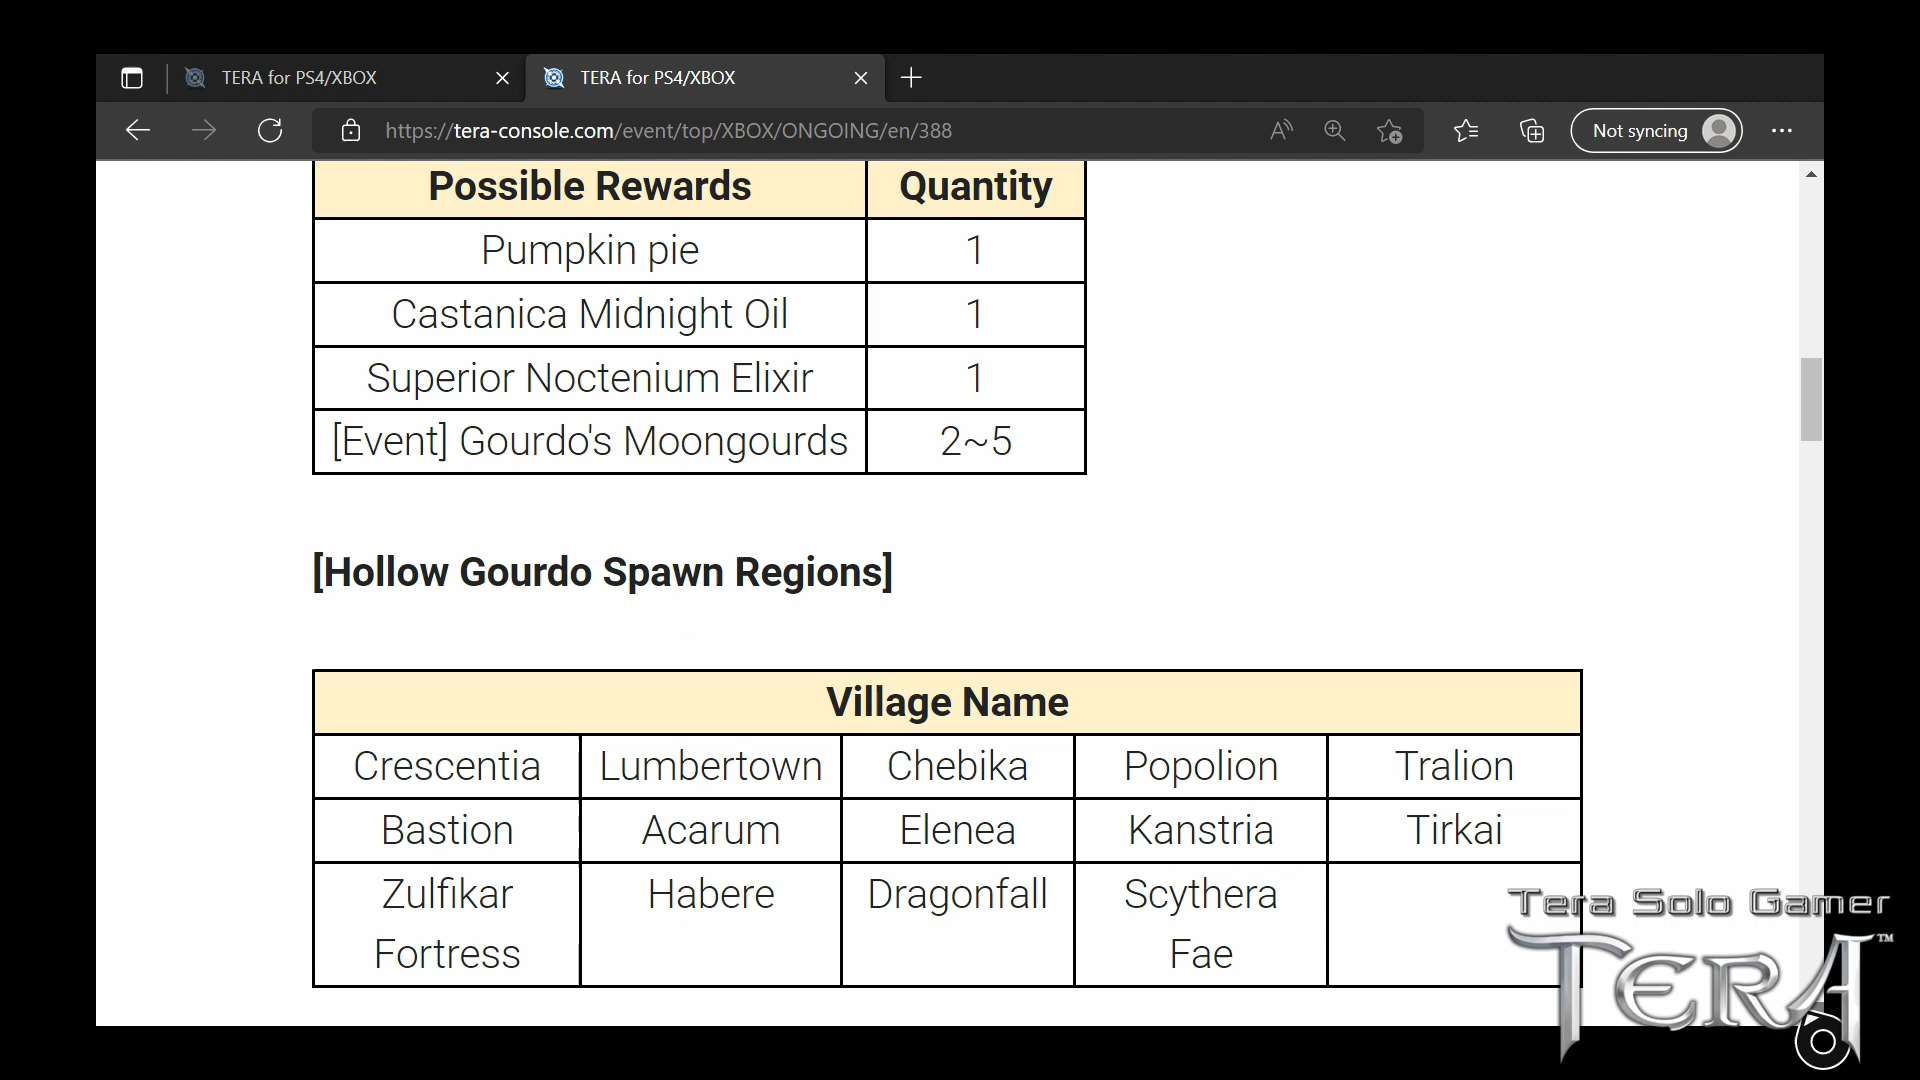 TERA for PS4/XBOX
TERA for PS4/XBOX
https://tera-console.com/event/top/XBOX/ONGOING/en/388
Not syncing
Possible Rewards Quantity
Pumpkin pie 1
Castanica Midnight Oil 1
Superior Noctenium Elixir 1
[Event] Gourdo's Moongourds 2~5
[Hollow Gourdo Spawn Regions]
Village Name
Crescentia Lumbertown Chebika Popolion Tralion
Bastion Acarum Elenea Kanstria Tirkai
Zulfikar Habere Dragonfall Scythera
Fortress Fae
Tera Solo Gamer
TERA™